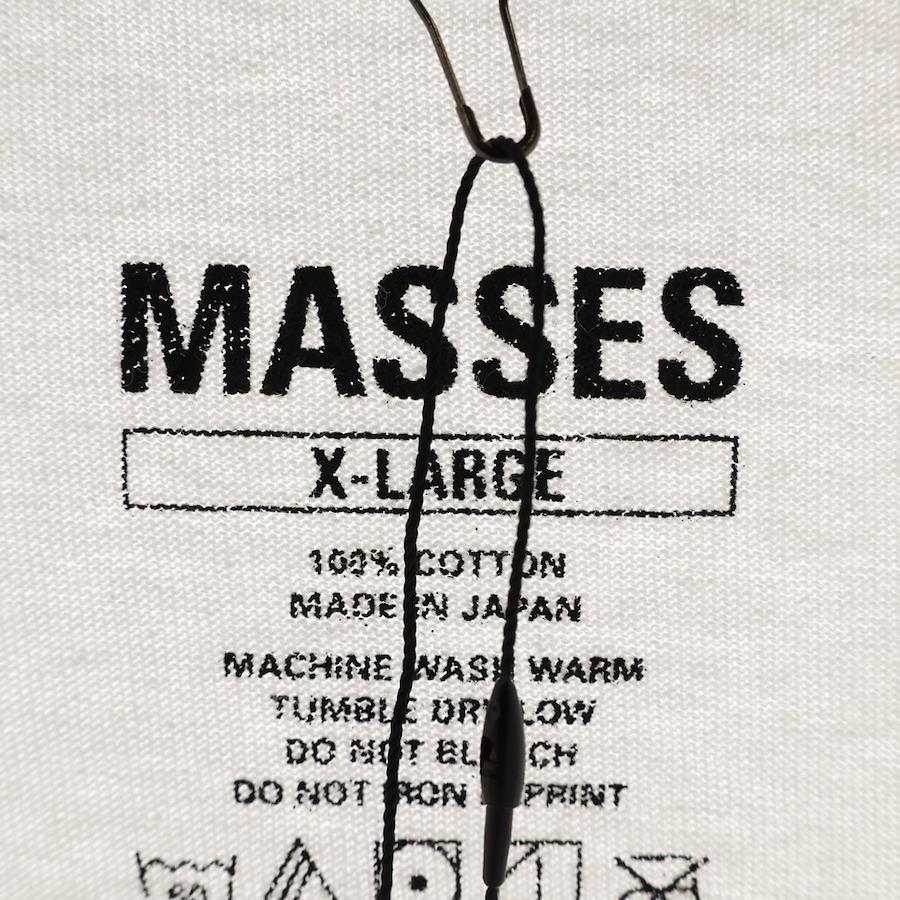 MASSES
X-LARGE
100% COTTON
MADE IN JAPAN
MACHINE WASH WARM
TUMBLE DRY LOW
DO NOT BLEACH
DO NOT IRON PRINT